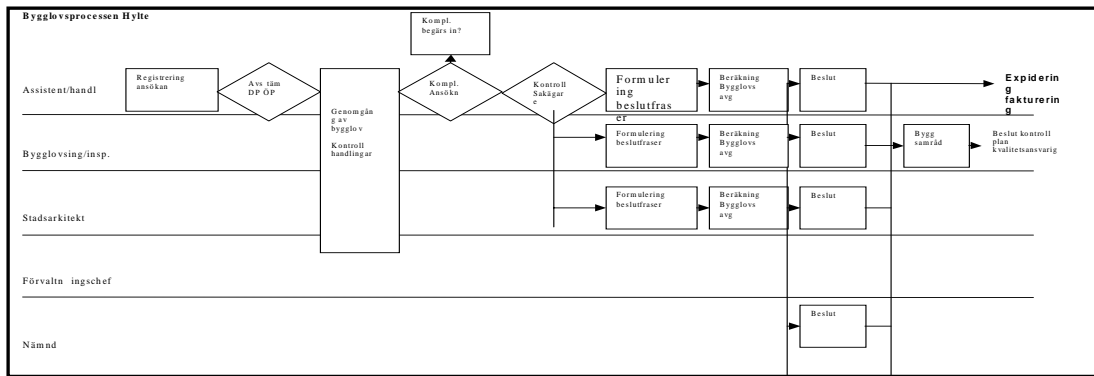 Bygglovsprocessen Hylte
Kompl.
begärs in?
Assistent/handl
Registrering
ansökan
Avs täm
DP ÖP
Genomgån
g av
bygglov
Kontroll
handlingar
Kompl.
Ansökn
Kontroll
Sakägar
e
Formuler
ing
beslutfras
er
Beräkning
Bygglovs
avg
Beslut
Expiderin
g
fakturerin
g
Bygglovsing/insp.
Formulering
beslutfraser
Beräkning
Bygglovs
avg
Beslut
Bygg
samråd
Beslut kontroll
plan
kvalitetsansvarig
Stadsarkitekt
Formulering
beslutfraser
Beräkning
Bygglovs
avg
Beslut
Förvaltn ingschef
Nämnd
Beslut